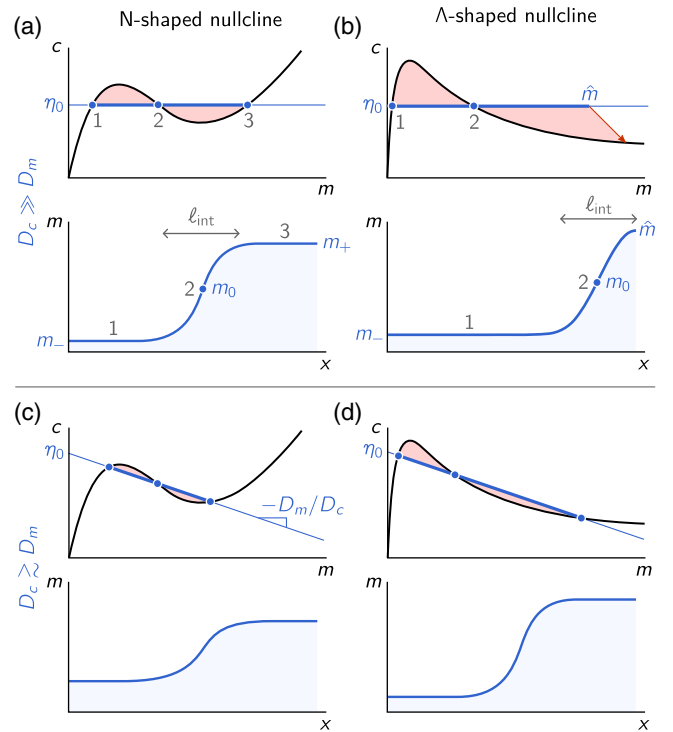 (a) N-shaped nullcline
(b) Λ-shaped nullcline
D_c ≫ D_m
c
η₀
1 2 3
m
m
ℓ_int
3
m₊
2 m₀
1
m₋
x
c
η₀
m̂
1 2
m
m
ℓ_int
m̂
2 m₀
1
m₋
x
D_c ≳ D_m
(c)
c
η₀
−D_m/D_c
m
m
x
(d)
c
η₀
m
m
x